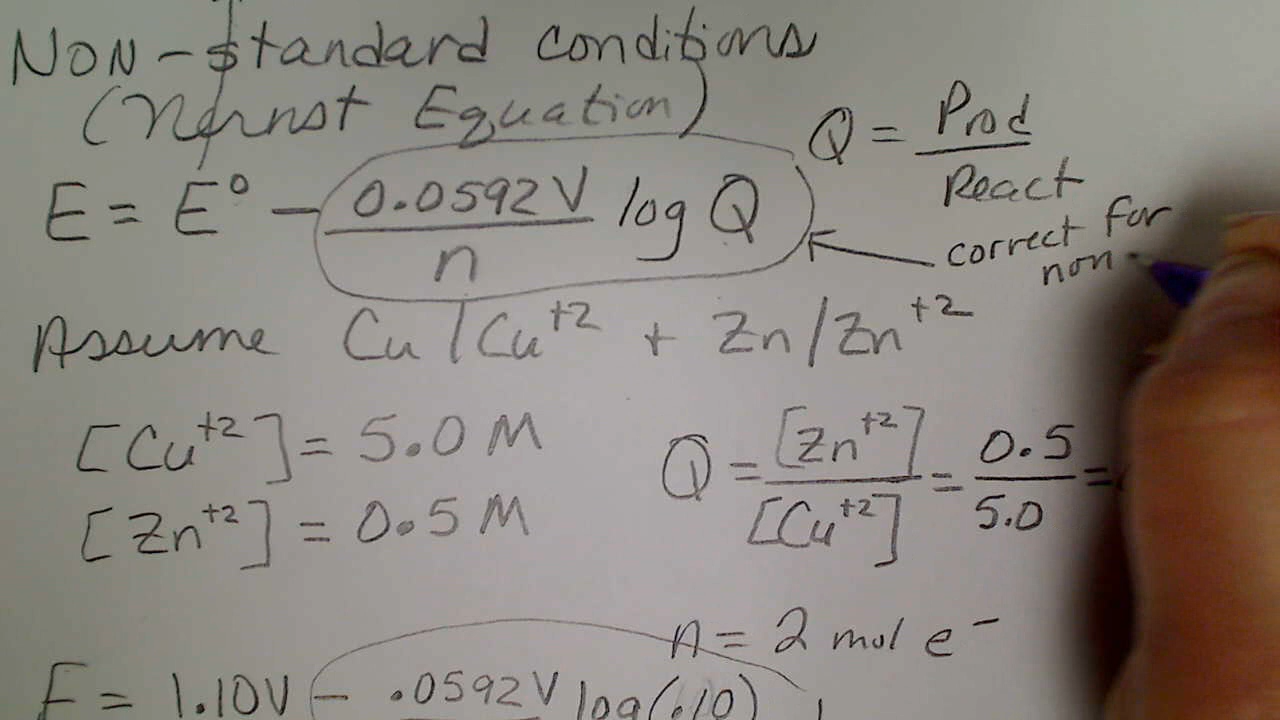 NON-Standard conditions
(Nernst Equation)
Q = Prod / React
E = E° - 0.0592 V / n log Q
correct for
non-
Assume Cu/Cu⁺² + Zn/Zn⁺²
[Cu⁺²] = 5.0 M
[Zn⁺²] = 0.5 M
Q = [Zn⁺²] / [Cu⁺²] = 0.5 / 5.0 =
n = 2 mol e⁻
E = 1.10V - .0592 V log(.10)